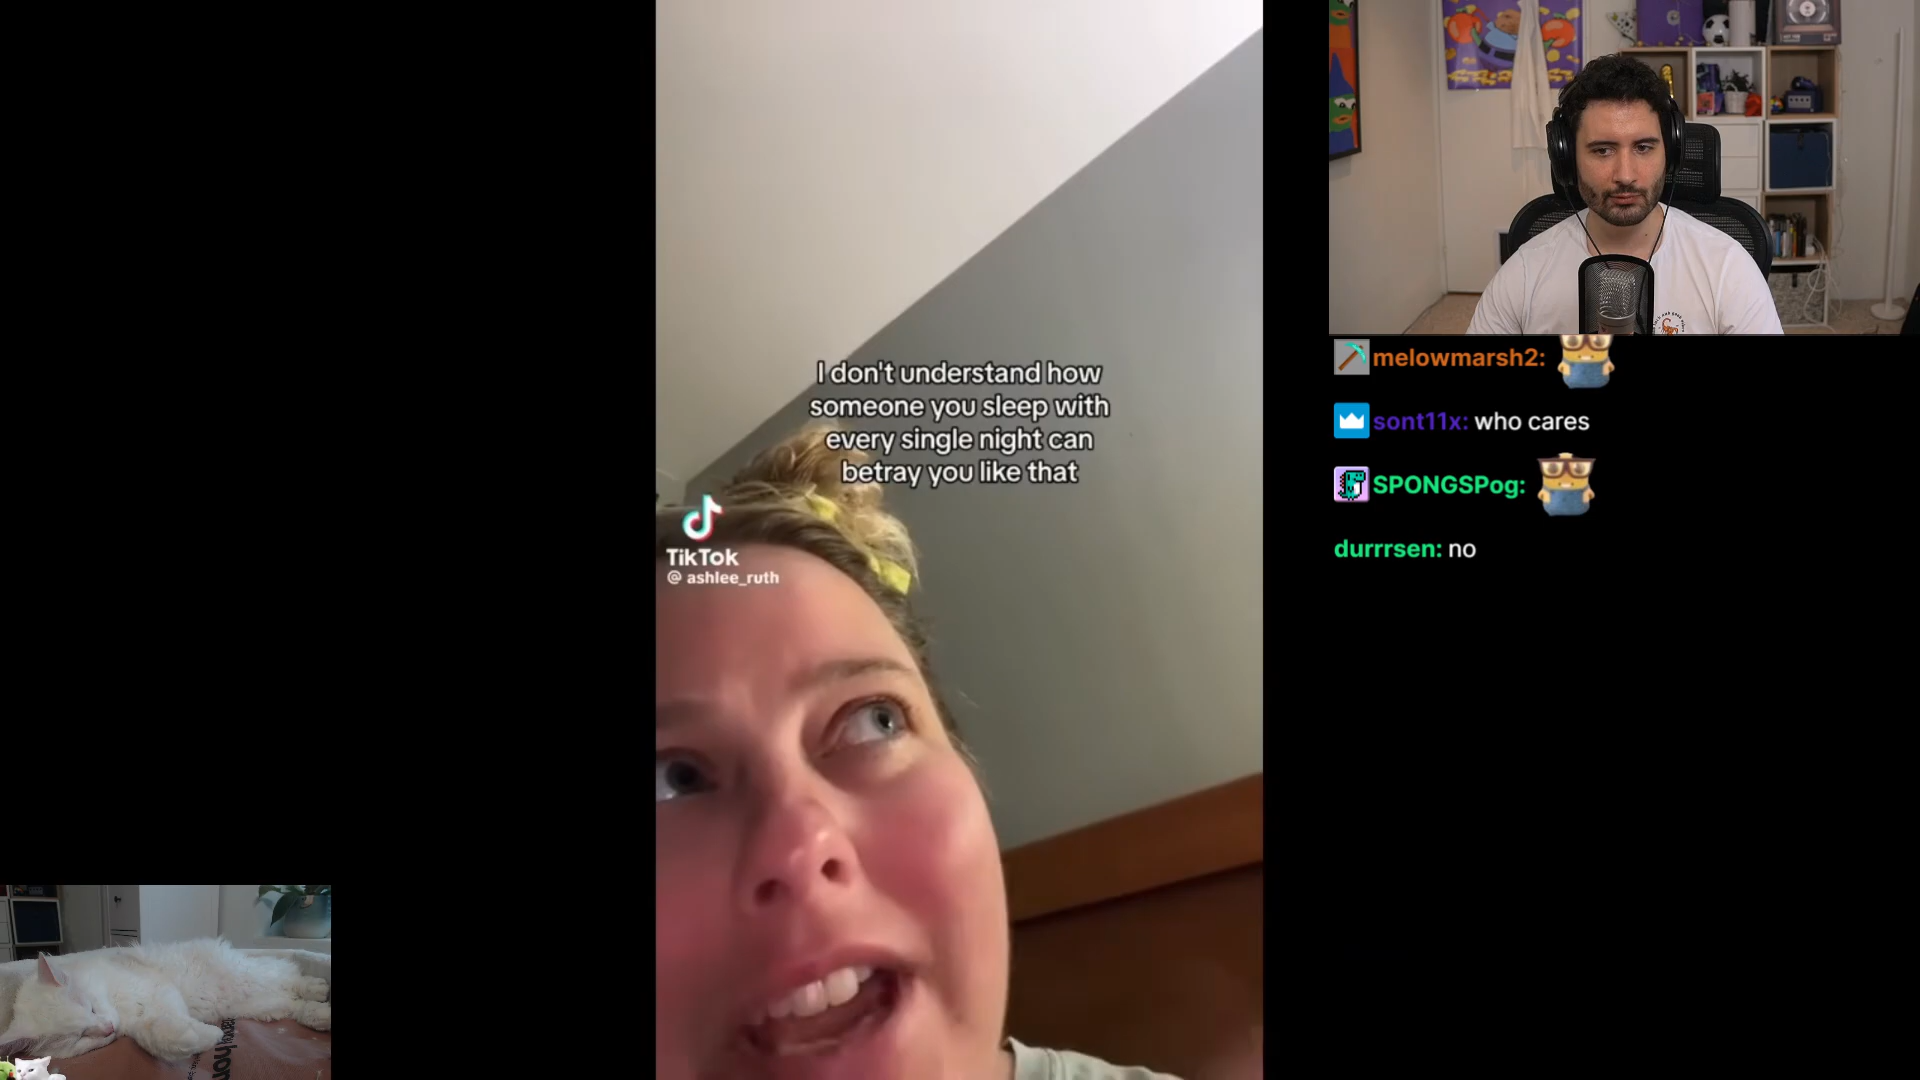 I don't understand how
someone you sleep with
every single night can
betray you like that
TikTok
@ ashlee_ruth
melowmarsh2:
sont11x: who cares
SPONGSPog:
durrrsen: no